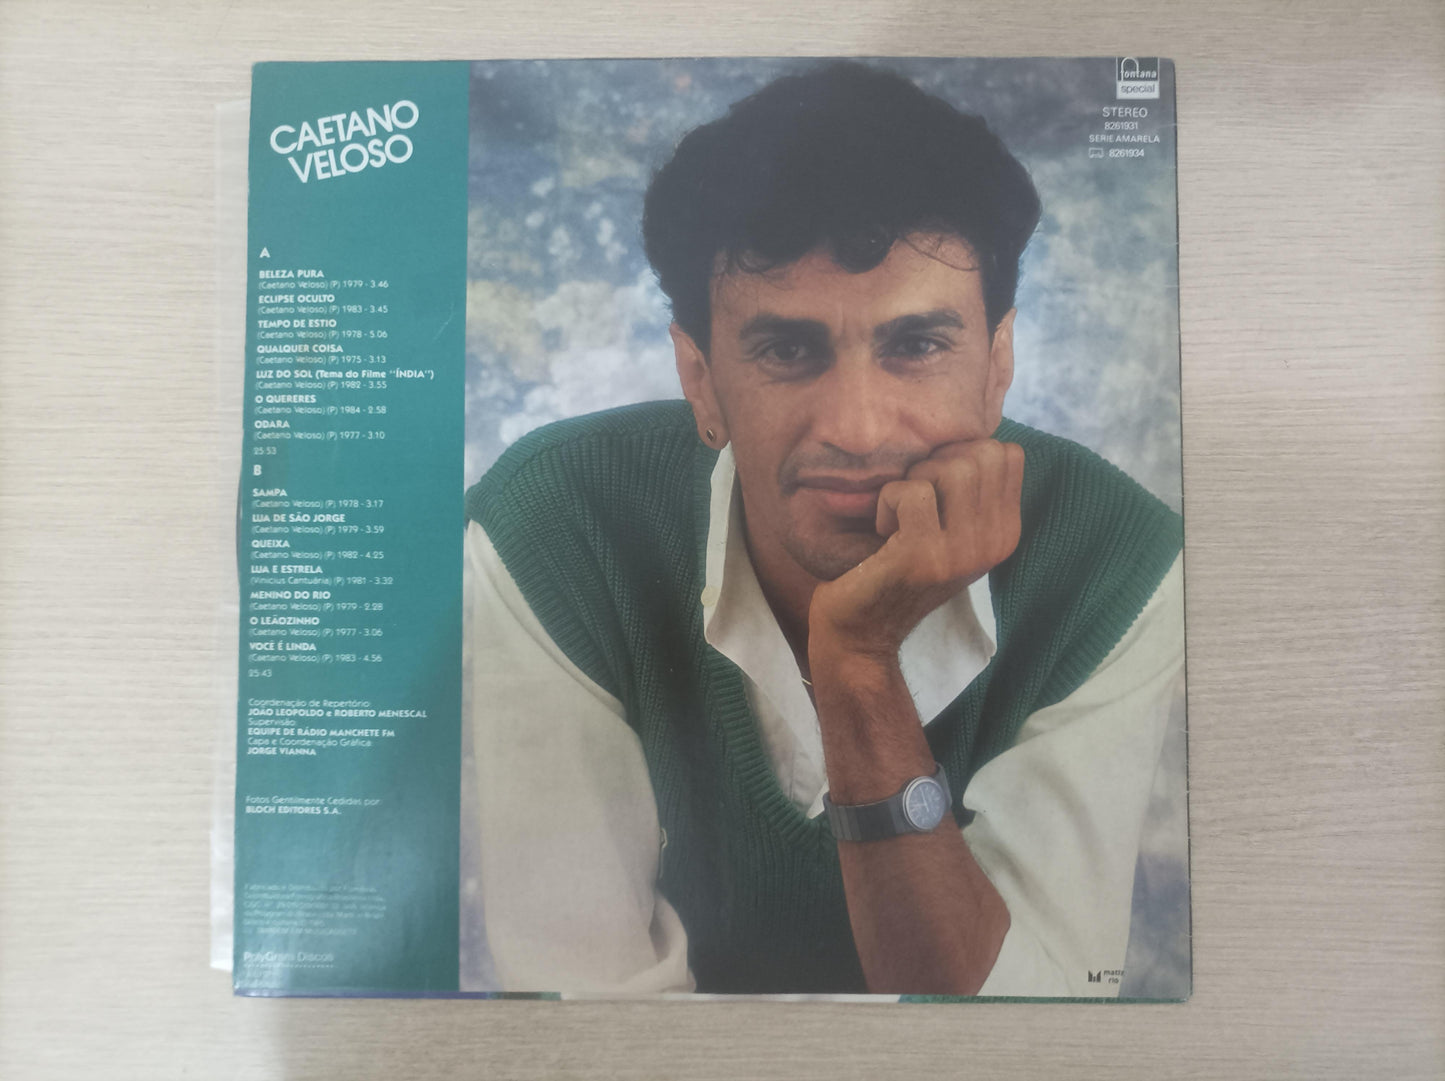 CAETANO
VELOSO
A
BELEZA PURA
(Caetano Veloso) (P) 1979 - 3.46
ECLIPSE OCULTO
(Caetano Veloso) (P) 1983 - 3.45
TEMPO DE ESTIO
(Caetano Veloso) (P) 1978 - 5.06
QUALQUER COISA
(Caetano Veloso) (P) 1975 - 3.13
LUZ DO SOL (Tema do Filme "ÍNDIA")
(Caetano Veloso) (P) 1982 - 3.55
O QUERERES
(Caetano Veloso) (P) 1984 - 2.58
ODARA
(Caetano Veloso) (P) 1977 - 3.10
25:53
B
SAMPA
(Caetano Veloso) (P) 1978 - 3.17
LUA DE SÃO JORGE
(Caetano Veloso) (P) 1979 - 3.59
QUEIXA
(Caetano Veloso) (P) 1982 - 4.25
LUA E ESTRELA
(Vinicius Cantuária) (P) 1981 - 3.32
MENINO DO RIO
(Caetano Veloso) (P) 1979 - 2.28
O LEÃOZINHO
(Caetano Veloso) (P) 1977 - 3.06
VOCÊ É LINDA
(Caetano Veloso) (P) 1983 - 4.56
25:43
Coordenação de Repertório:
JOÃO LEOPOLDO e ROBERTO MENESCAL
Supervisão:
EQUIPE DE RÁDIO MANCHETE FM
Capa e Coordenação Gráfica:
JORGE VIANNA
Fotos Gentilmente Cedidas por:
BLOCH EDITORES S.A.
Fabricado e Distribuído por
PolyGram Discos
fontana
special
STEREO
8261931
SERIE AMARELA
8261934
matiz
rio